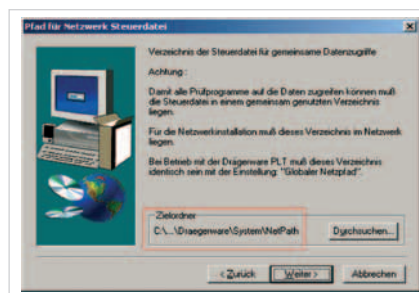 Pfad für Netzwerk Steuerdatei
Verzeichnis der Steuerdatei für gemeinsame Datenzugriffe
Achtung :
Damit alle Prüfprogramme auf die Daten zugreifen können muß
die Steuerdatei in einem gemeinsam genutzten Verzeichnis
liegen.
Für die Netzwerkinstallation muß dieses Verzeichnis im Netzwerk
liegen.
Bei Betrieb mit der Drägerware PLT muß dieses Verzeichnis
identisch sein mit der Einstellung: "Globaler Netzpfad".
Zielordner
C:\...\Draegerware\System\NetPath
Durchsuchen...
< Zurück
Weiter >
Abbrechen